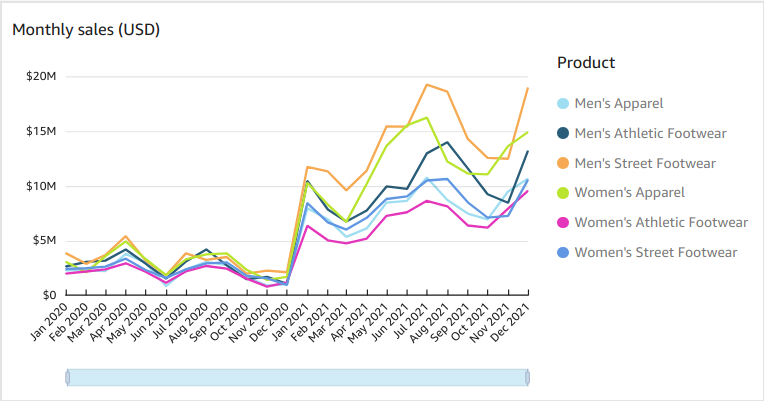 Monthly sales (USD)
Product
$20M
$15M
$10M
$5M
$0
Men's Apparel
Men's Athletic Footwear
Men's Street Footwear
Women's Apparel
Women's Athletic Footwear
Women's Street Footwear
Jan 2020
Feb 2020
Mar 2020
Apr 2020
May 2020
Jun 2020
Jul 2020
Aug 2020
Sep 2020
Oct 2020
Nov 2020
Dec 2020
Jan 2021
Feb 2021
Mar 2021
Apr 2021
May 2021
Jun 2021
Jul 2021
Aug 2021
Sep 2021
Oct 2021
Nov 2021
Dec 2021